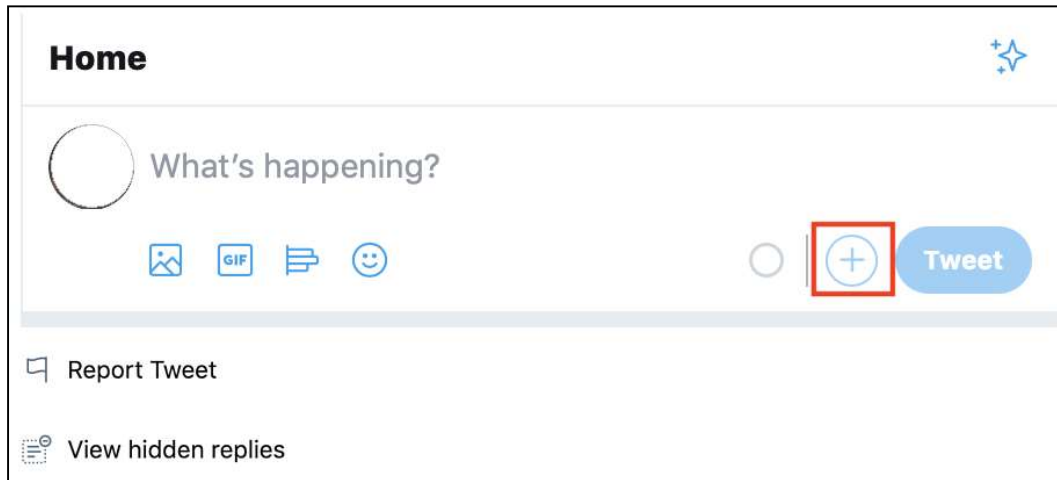 Home
What's happening?
GIF
Tweet
Report Tweet
View hidden replies